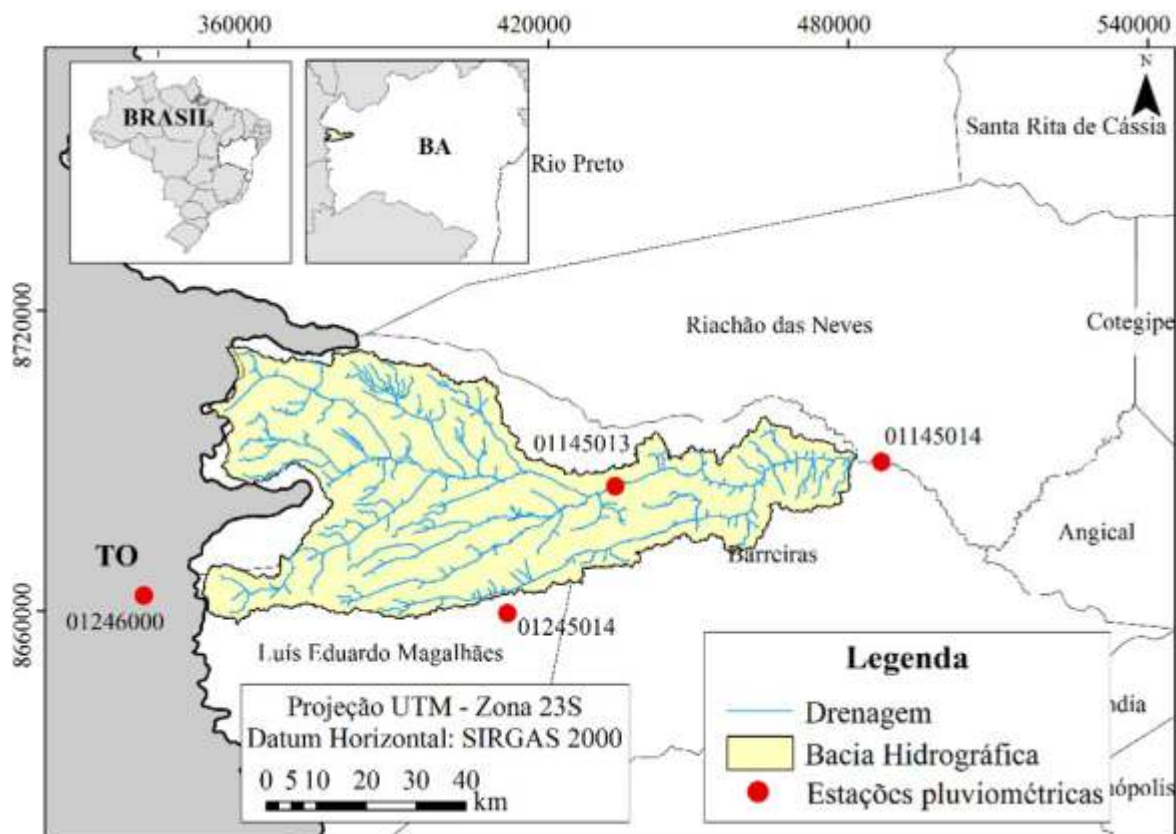 360000
420000
480000
540000
BRASIL
BA
Rio Preto
N
Santa Rita de Cássia
8720000
Riachão das Neves
Cotegipe
01145013
01145014
Angical
Barreiras
TO
01246000
01245014
8660000
Luís Eduardo Magalhães
Projeção UTM - Zona 23S
Datum Horizontal: SIRGAS 2000
0 5 10 20 30 40
km
Legenda
Drenagem
Bacia Hidrográfica
Estações pluviométricas
ndia
nópolis